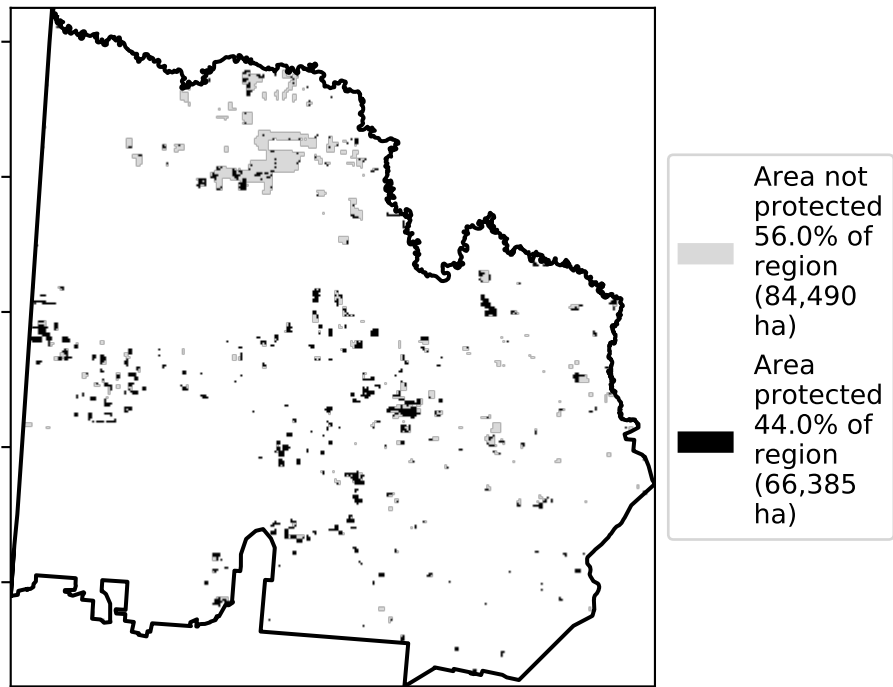 Area not
protected
56.0% of
region
(84,490
ha)
Area
protected
44.0% of
region
(66,385
ha)